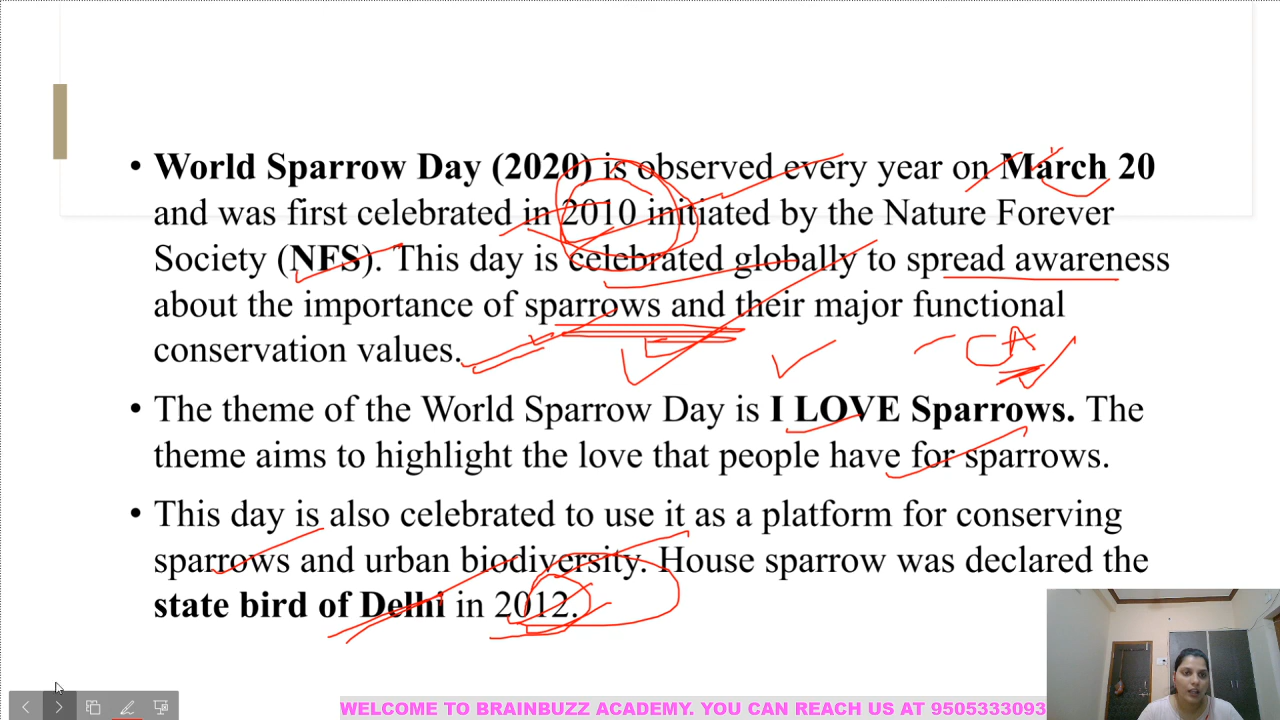 • World Sparrow Day (2020) is observed every year on March 20
and was first celebrated in 2010 initiated by the Nature Forever
Society (NFS). This day is celebrated globally to spread awareness
about the importance of sparrows and their major functional
conservation values.
CA
• The theme of the World Sparrow Day is I LOVE Sparrows. The
theme aims to highlight the love that people have for sparrows.
• This day is also celebrated to use it as a platform for conserving
sparrows and urban biodiversity. House sparrow was declared the
state bird of Delhi in 2012.
WELCOME TO BRAINBUZZ ACADEMY. YOU CAN REACH US AT 9505333093